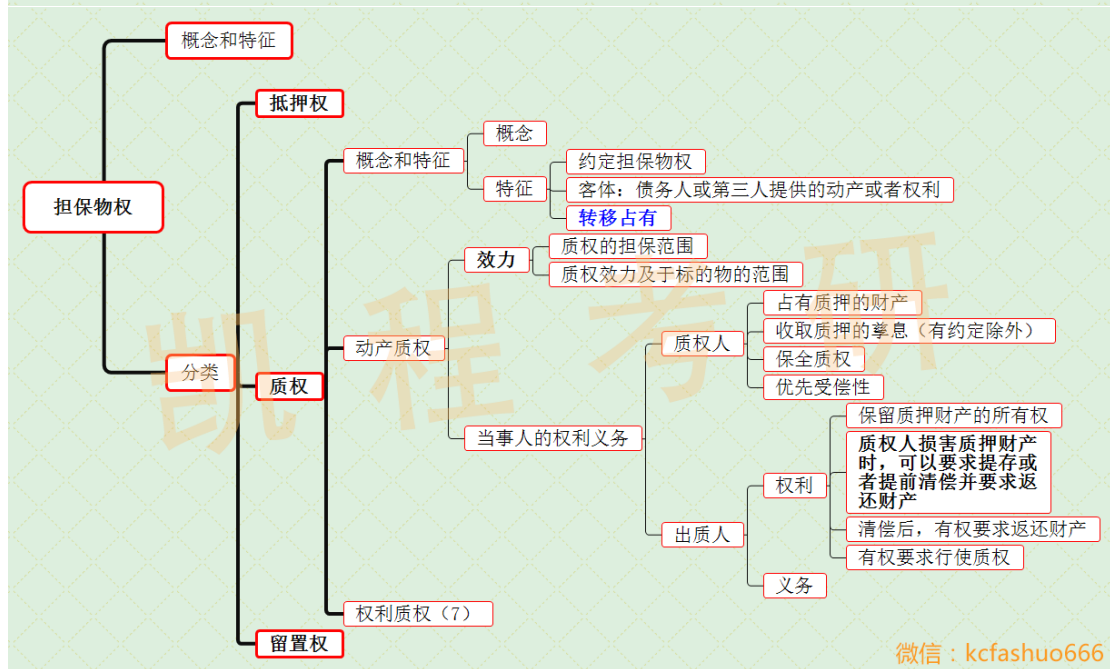 概念和特征
抵押权
概念
概念和特征
约定担保物权
特征
客体：债务人或第三人提供的动产或者权利
担保物权
转移占有
质权的担保范围
效力
质权效力及于标的物的范围
占有质押的财产
质权人
收取质押的孳息（有约定除外）
动产质权
保全质权
分类
质权
优先受偿性
当事人的权利义务
保留质押财产的所有权
质权人损害质押财产
时，可以要求提存或
者提前清偿并要求返
还财产
权利
出质人
清偿后，有权要求返还财产
有权要求行使质权
义务
权利质权（7）
留置权
凯程考研
微信：kcfashuo666